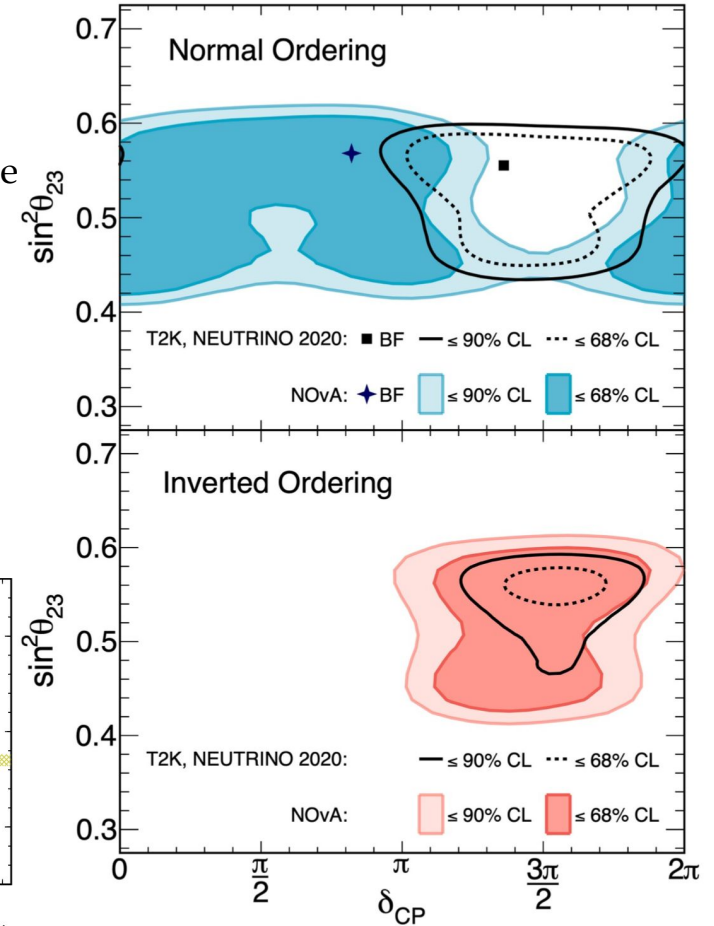 0.7
Normal Ordering
0.6
e
0.5
sin²θ₂₃
0.4
T2K, NEUTRINO 2020: BF ≤ 90% CL ≤ 68% CL
NOvA: BF ≤ 90% CL ≤ 68% CL
0.3
0.7
Inverted Ordering
0.6
0.5
sin²θ₂₃
0.4
T2K, NEUTRINO 2020: ≤ 90% CL ≤ 68% CL
NOvA: ≤ 90% CL ≤ 68% CL
0.3
0 π/2 π 3π/2 2π
δCP